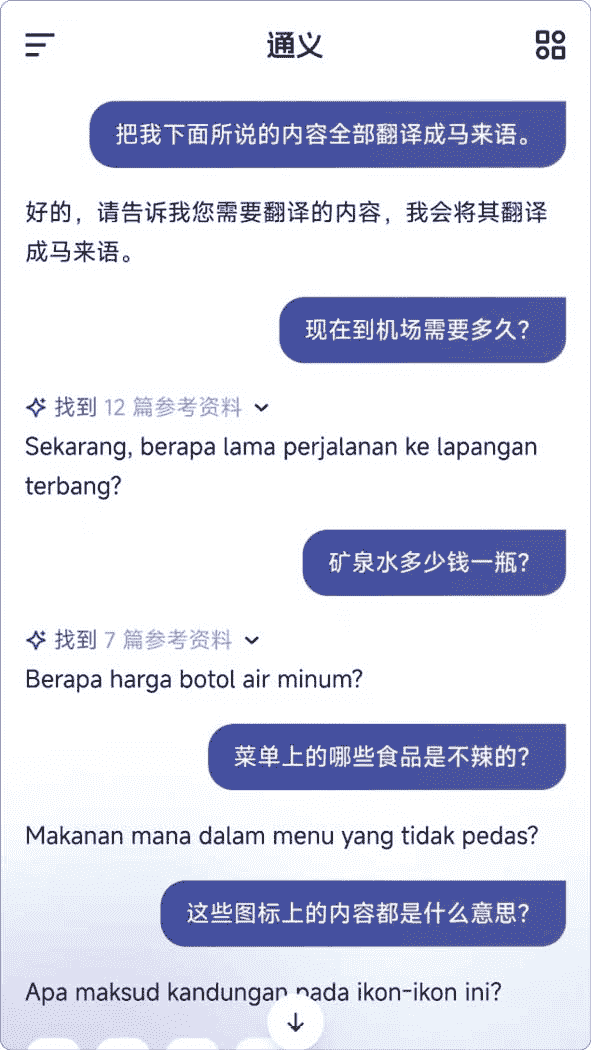 通义
把我下面所说的内容全部翻译成马来语。
好的，请告诉我您需要翻译的内容，我会将其翻译
成马来语。
现在到机场需要多久？
找到 12 篇参考资料
Sekarang, berapa lama perjalanan ke lapangan
terbang?
矿泉水多少钱一瓶？
找到 7 篇参考资料
Berapa harga botol air minum?
菜单上的哪些食品是不辣的？
Makanan mana dalam menu yang tidak pedas?
这些图标上的内容都是什么意思？
Apa maksud kandungan pada ikon-ikon ini?